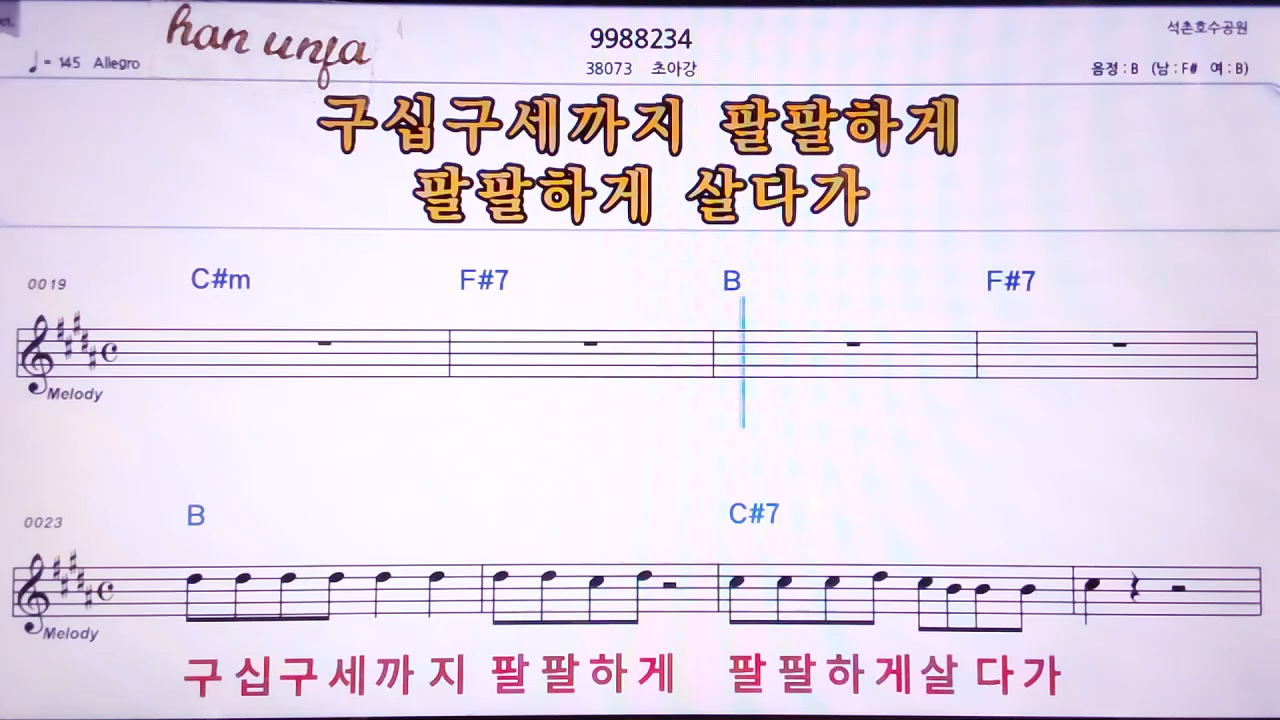 han unfa
9988234
석촌호수공원
♩= 145 Allegro
38073 초아강
음정 : B (남 : F# 여 : B)
구십구세까지 팔팔하게
팔팔하게 살다가
0019
C#m F#7 B F#7
Melody
0023
B C#7
Melody
구십구세까지 팔팔하게 팔팔하게살 다가